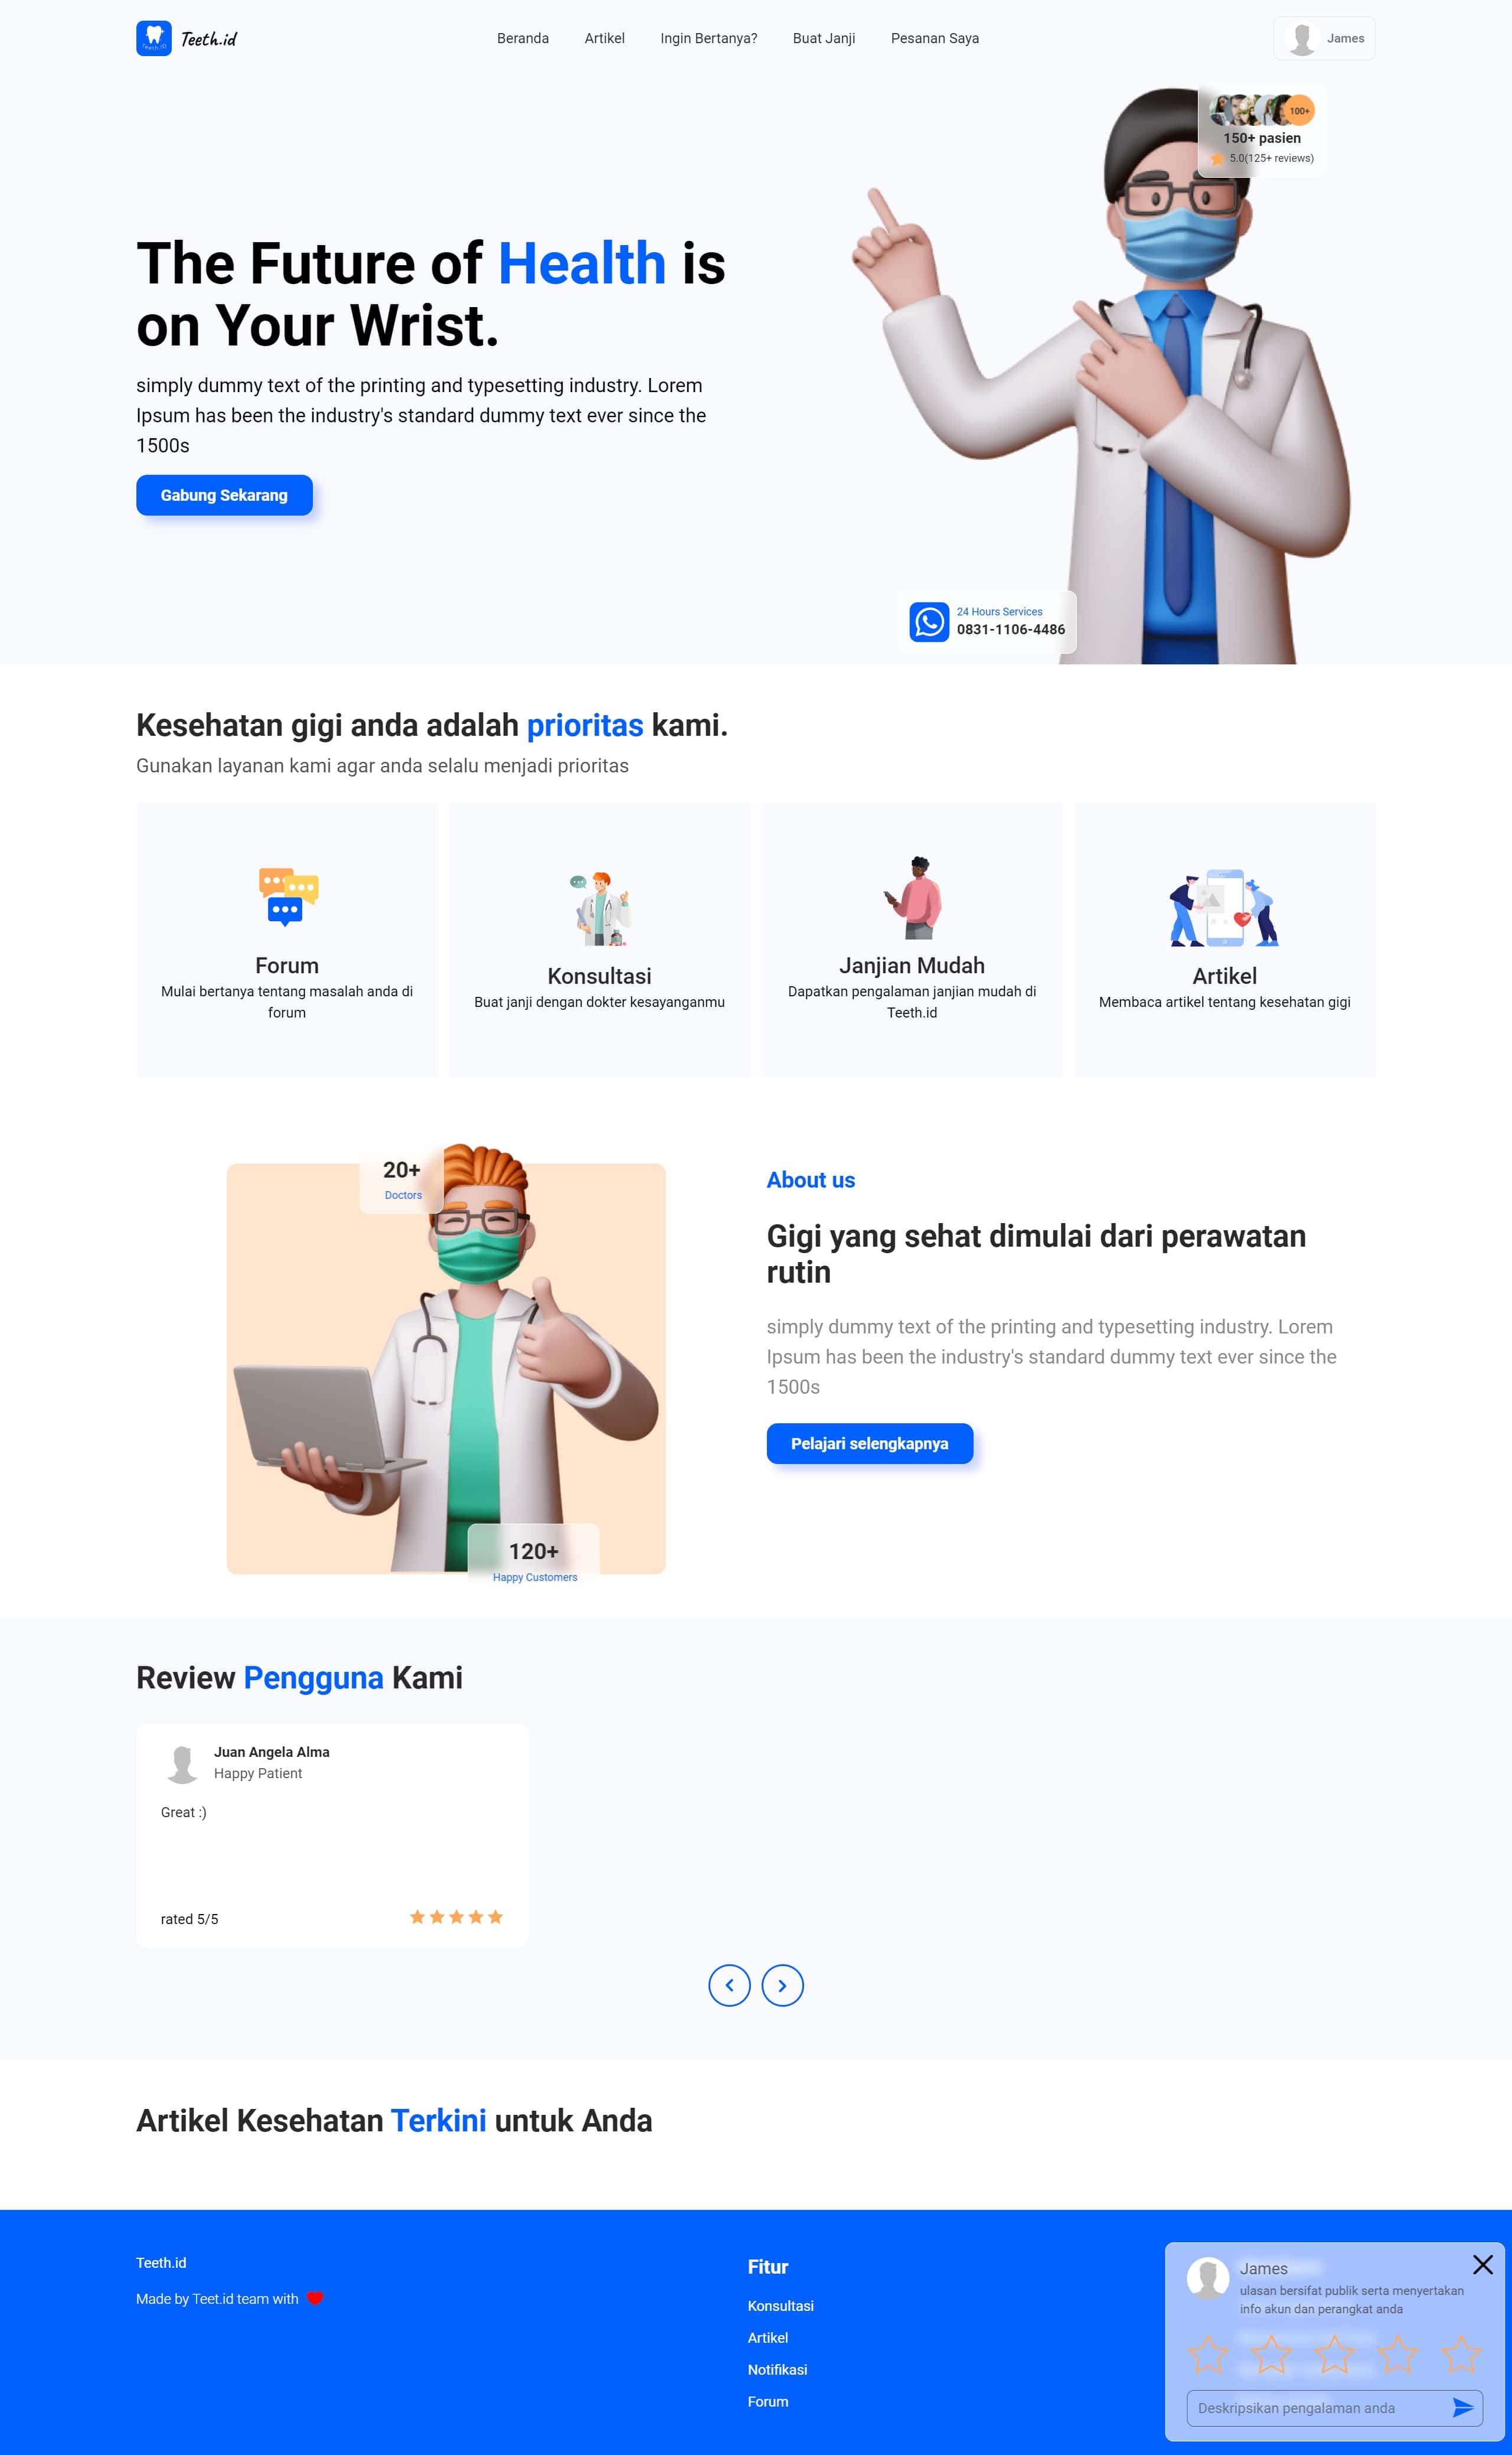 Teeth.id
Beranda
Artikel
Ingin Bertanya?
Buat Janji
Pesanan Saya
James
100+
150+ pasien
5.0(125+ reviews)
The Future of Health is
on Your Wrist.
simply dummy text of the printing and typesetting industry. Lorem
Ipsum has been the industry's standard dummy text ever since the
1500s
Gabung Sekarang
24 Hours Services
0831-1106-4486
Kesehatan gigi anda adalah prioritas kami.
Gunakan layanan kami agar anda selalu menjadi prioritas
Forum
Mulai bertanya tentang masalah anda di
forum
Konsultasi
Buat janji dengan dokter kesayanganmu
Janjian Mudah
Dapatkan pengalaman janjian mudah di
Teeth.id
Artikel
Membaca artikel tentang kesehatan gigi
20+
Doctors
120+
Happy Customers
About us
Gigi yang sehat dimulai dari perawatan
rutin
simply dummy text of the printing and typesetting industry. Lorem
Ipsum has been the industry's standard dummy text ever since the
1500s
Pelajari selengkapnya
Review Pengguna Kami
Juan Angela Alma
Happy Patient
Great :)
rated 5/5
Artikel Kesehatan Terkini untuk Anda
Teeth.id
Made by Teet.id team with
Fitur
Konsultasi
Artikel
Notifikasi
Forum
James
ulasan bersifat publik serta menyertakan
info akun dan perangkat anda
Deskripsikan pengalaman anda